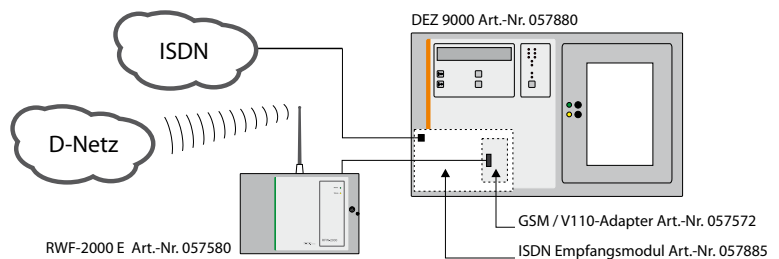 DEZ 9000 Art.-Nr. 057880
ISDN
D-Netz
GSM / V110-Adapter Art.-Nr. 057572
RWF-2000 E Art.-Nr. 057580
ISDN Empfangsmodul Art.-Nr. 057885